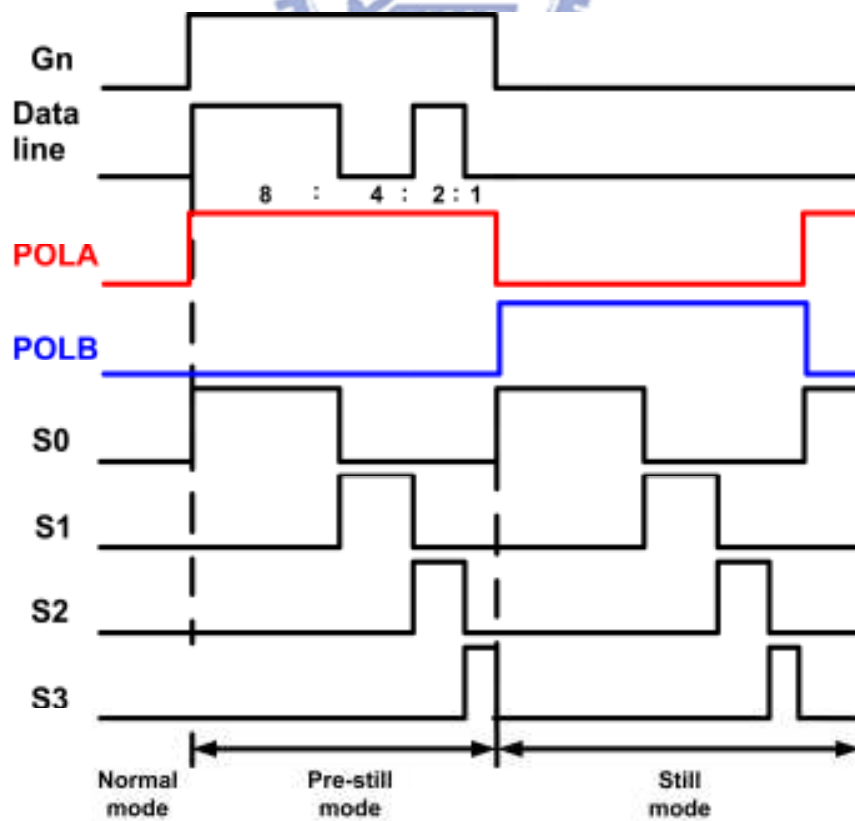 Gn
Data
line
8 : 4 : 2 : 1
POLA
POLB
S0
S1
S2
S3
Normal
mode
Pre-still
mode
Still
mode